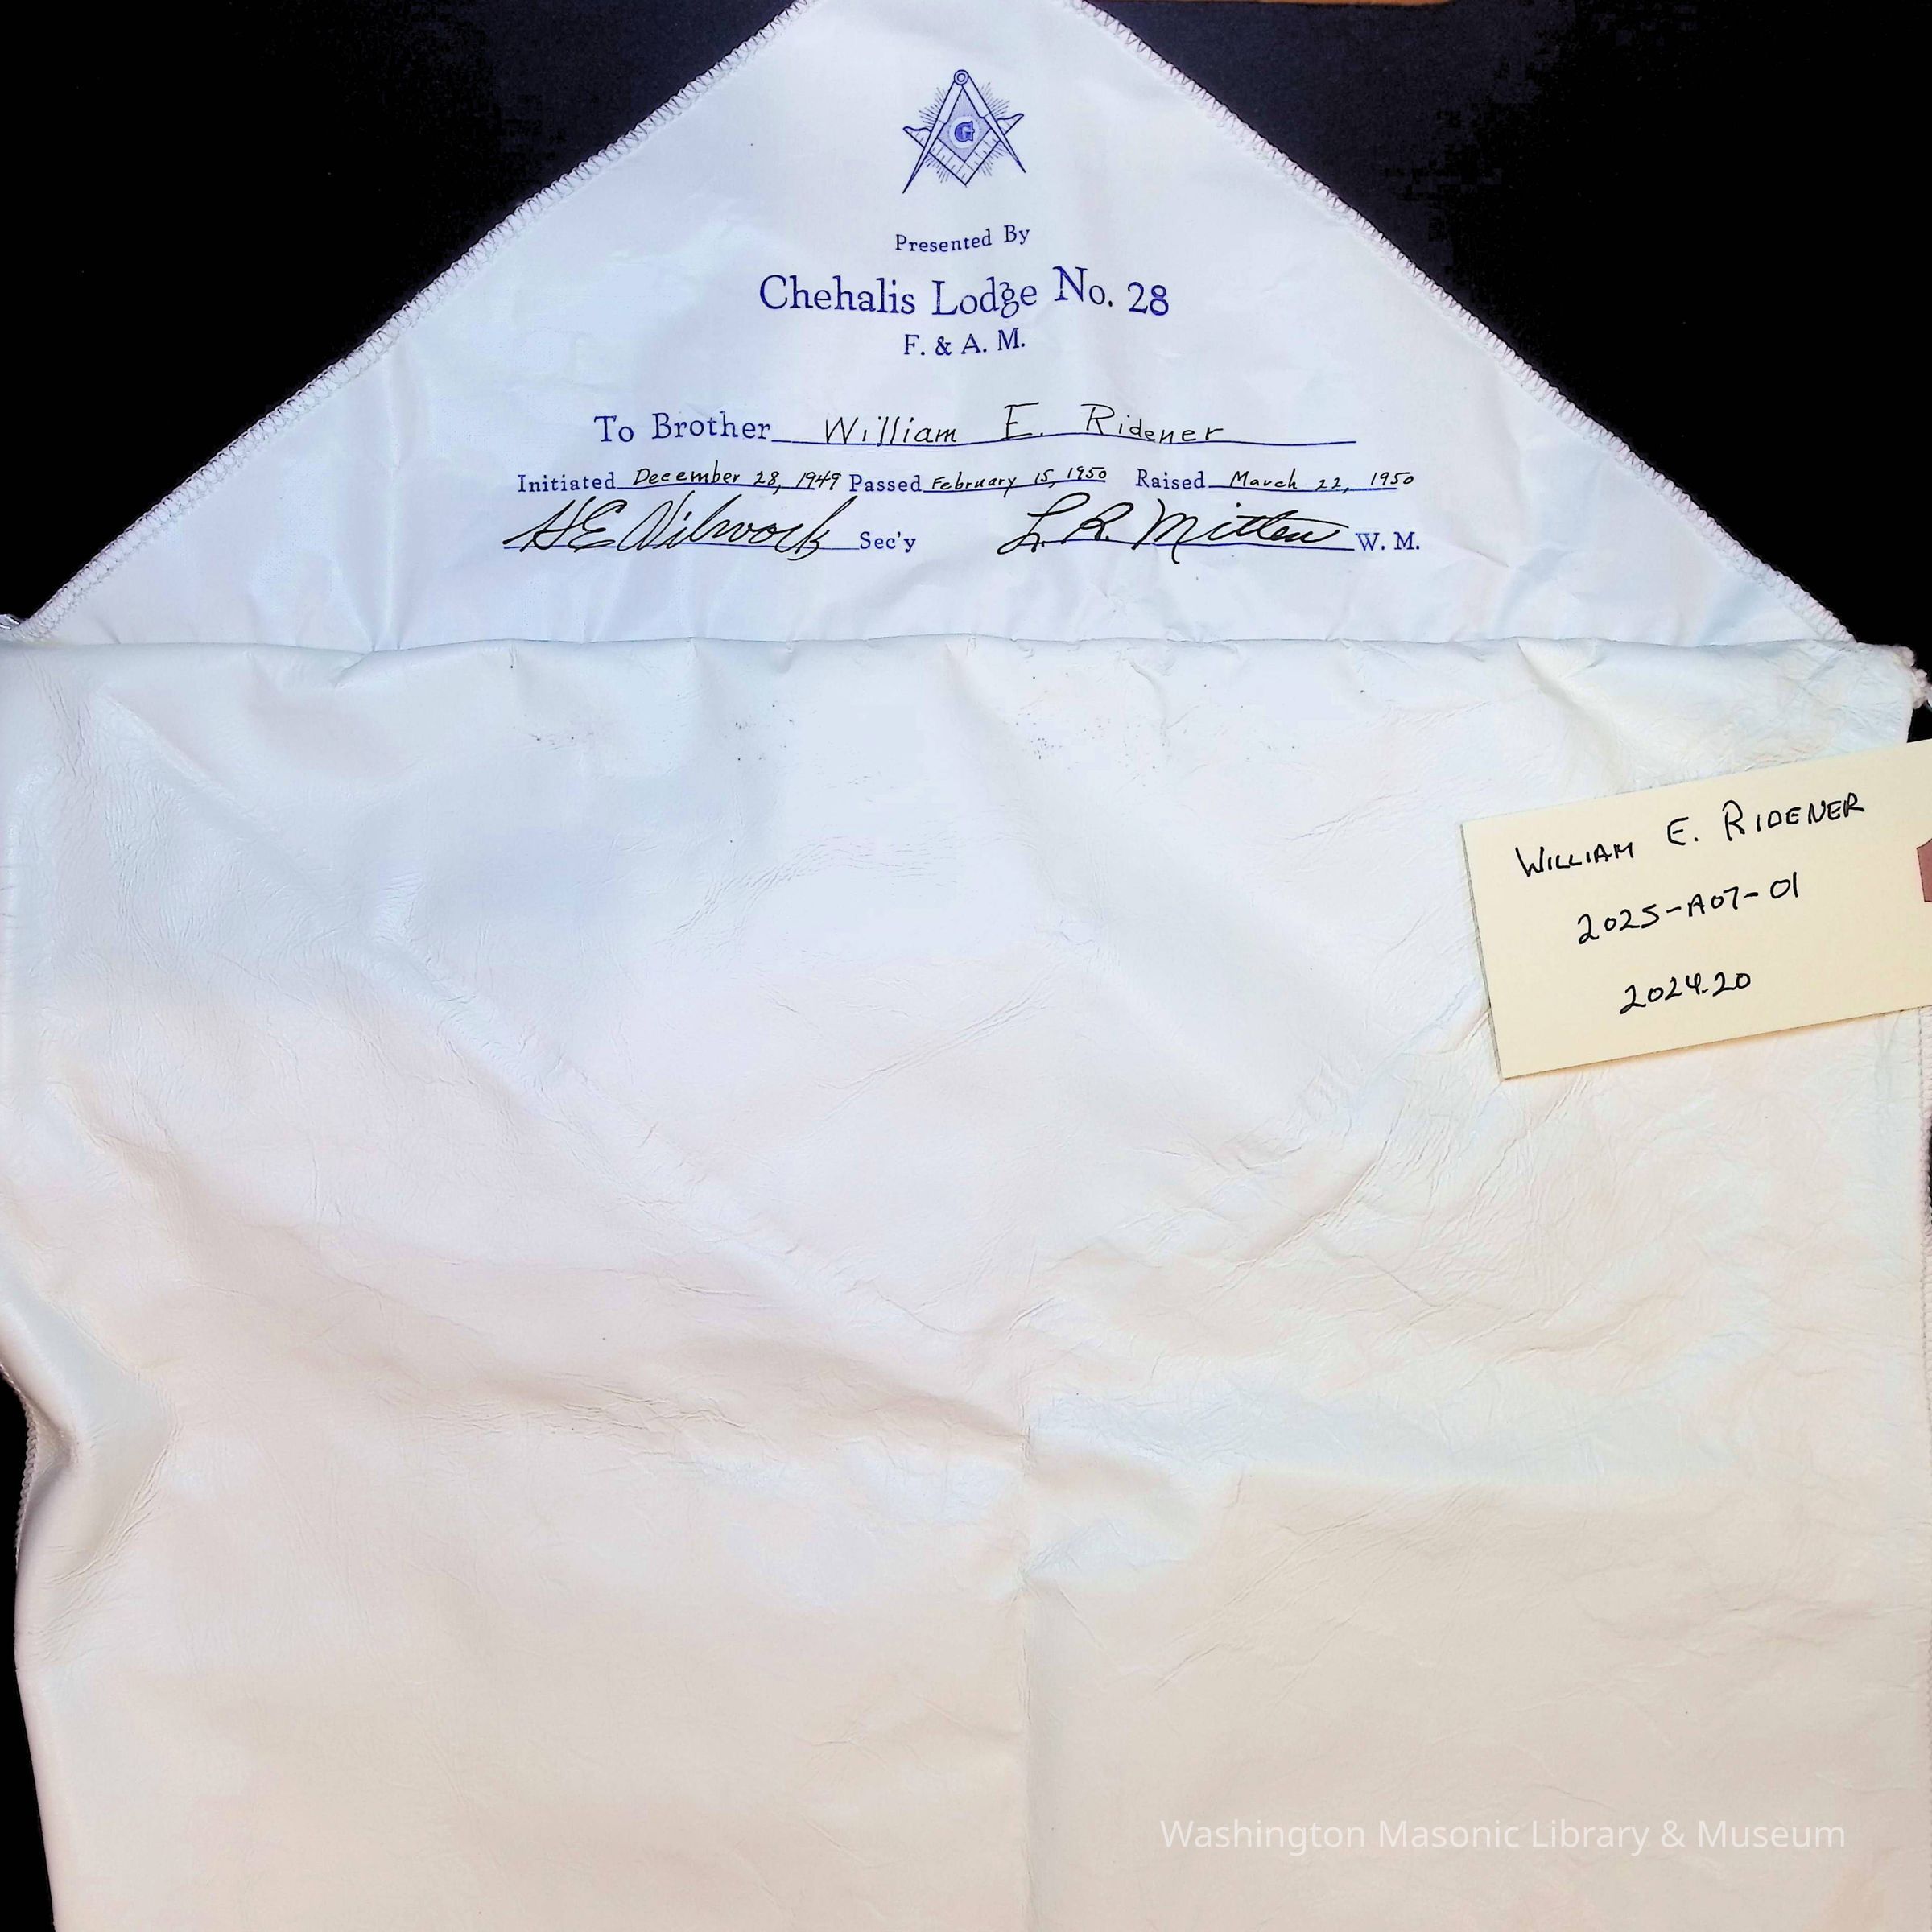 G
Presented By
Chehalis Lodge No. 28
F. & A. M.
To Brother William E. Ridener
Initiated December 28, 1949 Passed February 15, 1950 Raised March 22, 1950
Sec'y L. R. Mitten W. M.
WILLIAM E. RIDENER
2025-A07-01
2024.20
Washington Masonic Library & Museum